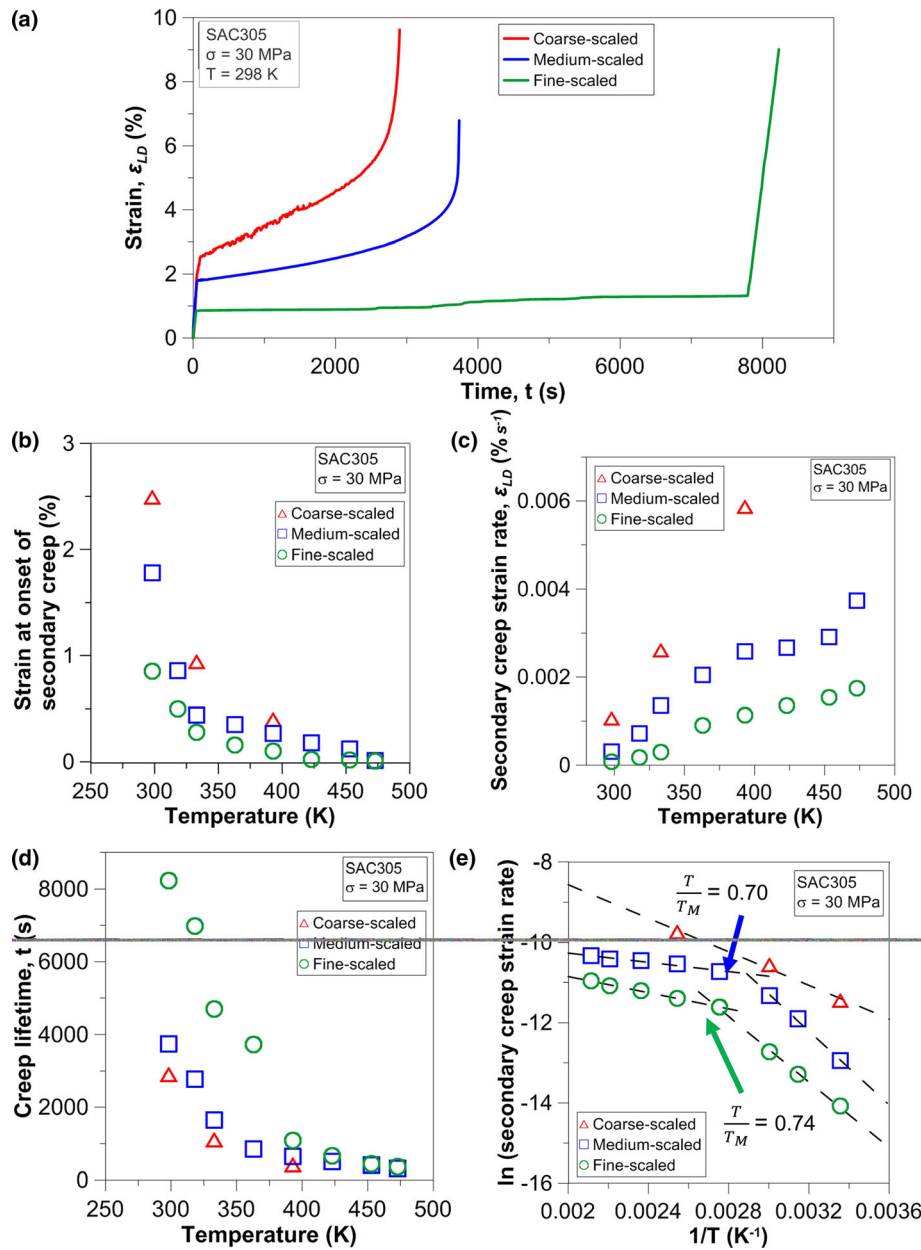 (a)
10
8
6
4
2
0
Strain, εLD (%)
SAC305
σ = 30 MPa
T = 298 K
Coarse-scaled
Medium-scaled
Fine-scaled
0 2000 4000 6000 8000
Time, t (s)
(b)
3
2
1
0
Strain at onset of
secondary creep (%)
SAC305
σ = 30 MPa
Coarse-scaled
Medium-scaled
Fine-scaled
250 300 350 400 450 500
Temperature (K)
(c)
0.006
0.004
0.002
0
Secondary creep strain rate, εLD (% s⁻¹)
SAC305
σ = 30 MPa
Coarse-scaled
Medium-scaled
Fine-scaled
300 350 400 450 500
Temperature (K)
(d)
8000
6000
4000
2000
0
Creep lifetime, t (s)
SAC305
σ = 30 MPa
Coarse-scaled
Medium-scaled
Fine-scaled
250 300 350 400 450 500
Temperature (K)
(e)
-8
-10
-12
-14
-16
ln (secondary creep strain rate)
T/TM = 0.70
SAC305
σ = 30 MPa
T/TM = 0.74
Coarse-scaled
Medium-scaled
Fine-scaled
0.002 0.0024 0.0028 0.0032 0.0036
1/T (K⁻¹)